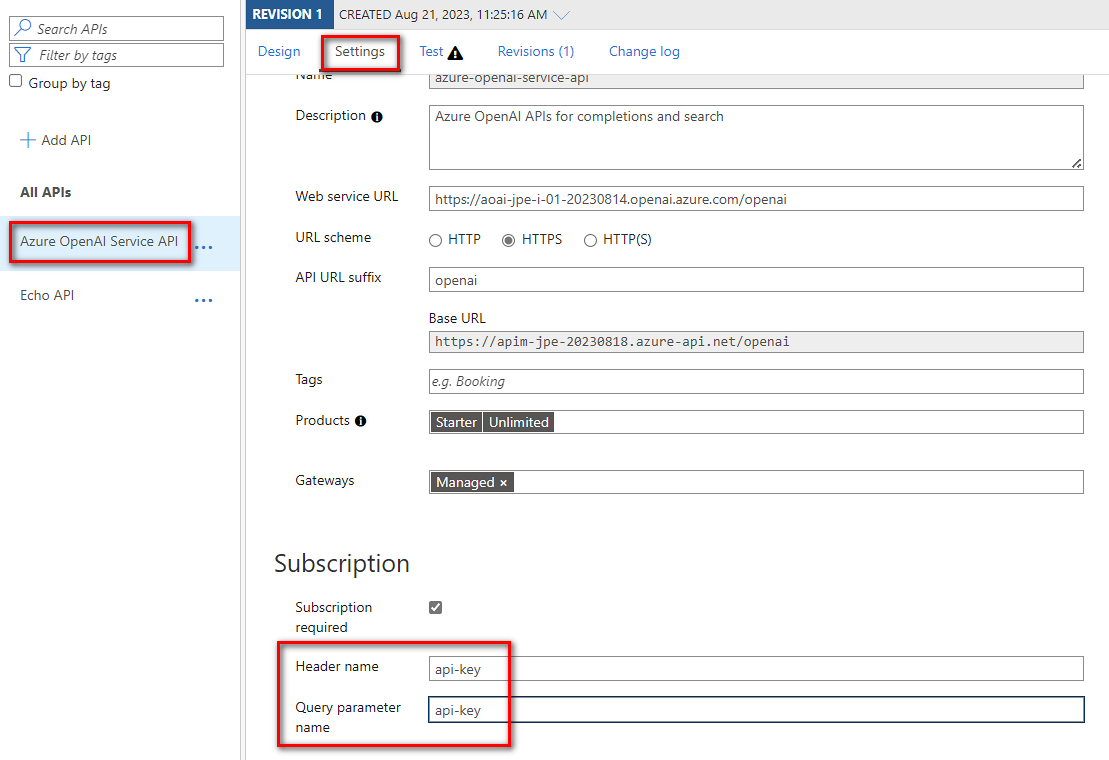 REVISION 1 CREATED Aug 21, 2023, 11:25:16 AM
Search APIs
Filter by tags
Group by tag
Add API
All APIs
Azure OpenAI Service API ...
Echo API ...
Design Settings Test Revisions (1) Change log
Name azure-openai-service-api
Description Azure OpenAI APIs for completions and search
Web service URL https://aoai-jpe-i-01-20230814.openai.azure.com/openai
URL scheme HTTP HTTPS HTTP(S)
API URL suffix openai
Base URL
https://apim-jpe-20230818.azure-api.net/openai
Tags e.g. Booking
Products Starter Unlimited
Gateways Managed ×
Subscription
Subscription
required
Header name api-key
Query parameter
name api-key